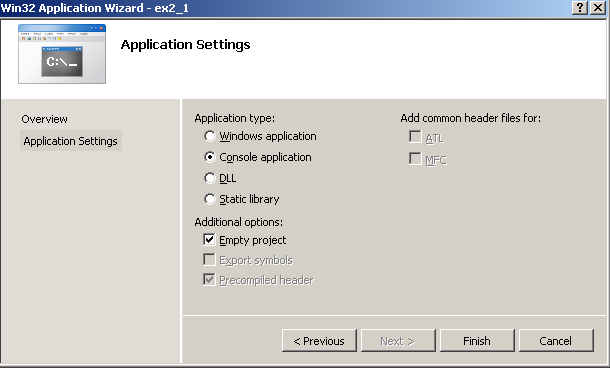 Win32 Application Wizard - ex2_1
C:\_
Application Settings
Overview
Application Settings
Application type:
Windows application
Console application
DLL
Static library
Additional options:
Empty project
Export symbols
Precompiled header
Add common header files for:
ATL
MFC
< Previous
Next >
Finish
Cancel